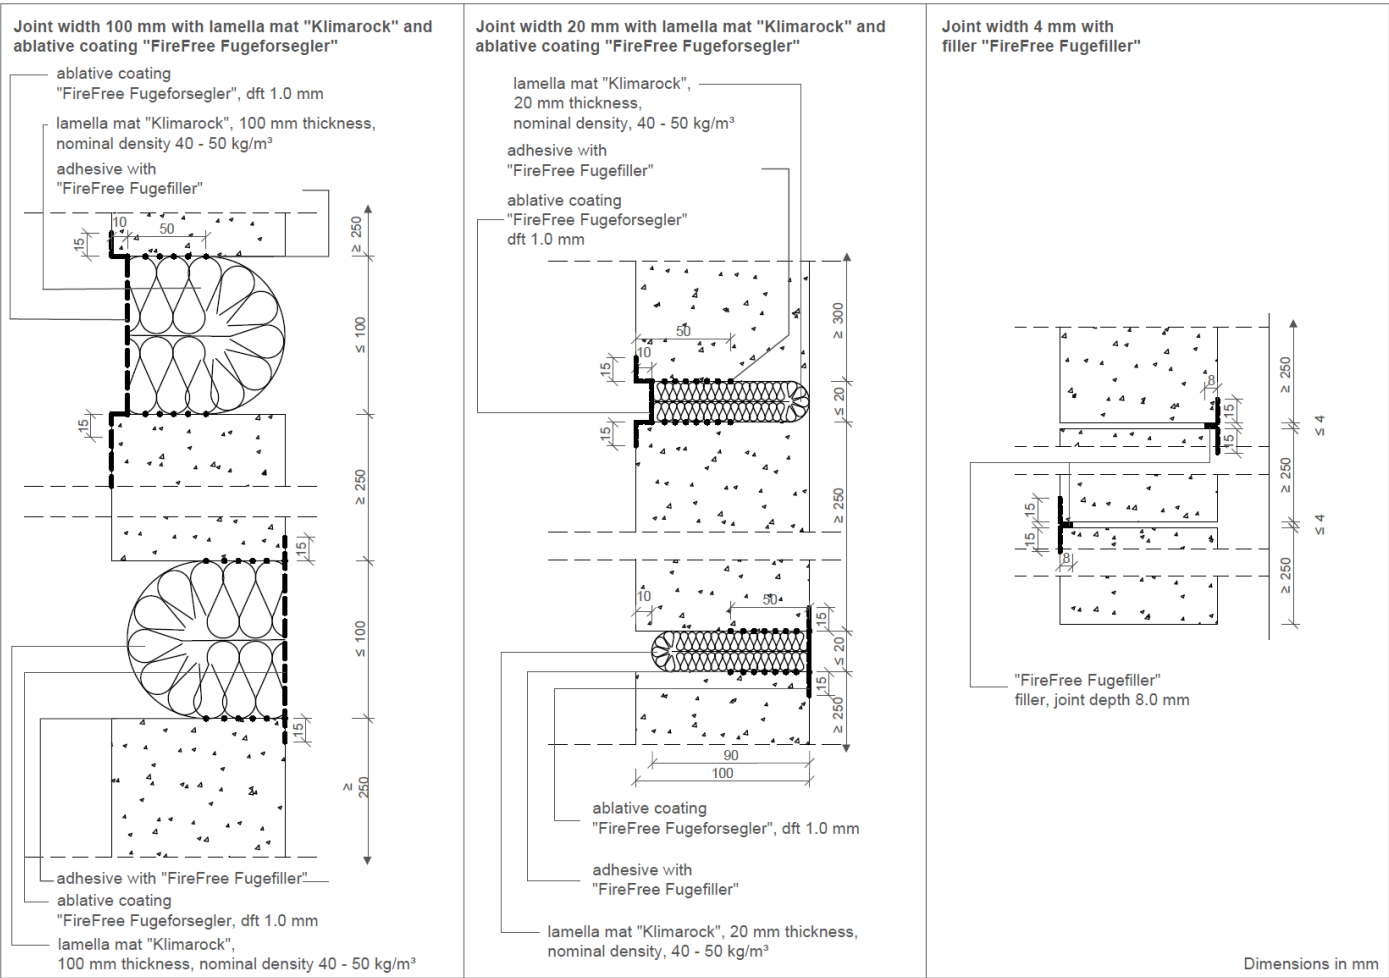 Joint width 100 mm with lamella mat "Klimarock" and
ablative coating "FireFree Fugeforsegler"
ablative coating
"FireFree Fugeforsegler", dft 1.0 mm
lamella mat "Klimarock", 100 mm thickness,
nominal density 40 - 50 kg/m³
adhesive with
"FireFree Fugefiller"
10
50
15
≥ 250
≤ 100
15
≥ 250
15
≤ 100
15
≥
250
adhesive with "FireFree Fugefiller"
ablative coating
"FireFree Fugeforsegler, dft 1.0 mm
lamella mat "Klimarock",
100 mm thickness, nominal density 40 - 50 kg/m³
Joint width 20 mm with lamella mat "Klimarock" and
ablative coating "FireFree Fugeforsegler"
lamella mat "Klimarock",
20 mm thickness,
nominal density, 40 - 50 kg/m³
adhesive with
"FireFree Fugefiller"
ablative coating
"FireFree Fugeforsegler"
dft 1.0 mm
50
10
15
≥ 300
≤ 20
15
≥ 250
10
50
15
≤ 20
15
≥ 250
90
100
ablative coating
"FireFree Fugeforsegler", dft 1.0 mm
adhesive with
"FireFree Fugefiller"
lamella mat "Klimarock", 20 mm thickness,
nominal density, 40 - 50 kg/m³
Joint width 4 mm with
filler "FireFree Fugefiller"
8
15
15
≥ 250
≤ 4
≥ 250
15
15
≤ 4
8
≥ 250
"FireFree Fugefiller"
filler, joint depth 8.0 mm
Dimensions in mm